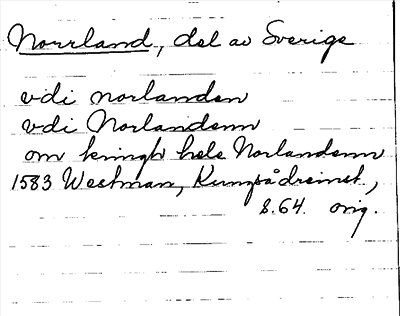 Norrland, del av Sverige
vdi norlanden
vdi Norlandenn
om kringh hele Norlandenn
1583 Westman, Kungsådreinst.,
s. 64. orig.